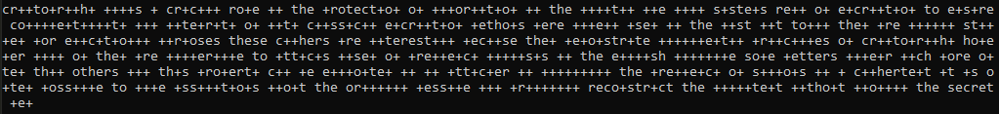 cr++to+r++h+ ++++s + cr+c+++ ro+e ++ the +rotect+o+ o+ +++or++t+o+ ++ the ++++t++ ++e ++++ s+ste+s re++ o+ e+cr++t+o+ to e+s+re
co++++e+t++++t+ +++ ++te+r+t+ o+ ++t+ c++ss+c++ e+cr++t+o+ +etho+s +ere ++++e++ +se+ ++ the ++st ++t to+++ the+ +re ++++++ st++
++e+ +or e++c+t+o+++ ++r+oses these c++hers +re ++terest+++ +ec++se the+ +e+o+str+te ++++++e+t++ +r++c+++es o+ cr++to+r++h+ ho+e
+er ++++ o+ the+ +re ++++er+++e to +tt+c+s ++se+ o+ +re++e+c+ +++++s+s ++ the e++++sh +++++++e so+e +etters +++e+r ++ch +ore o+
te+ th++ others +++ th+s +ro+ert+ c++ +e e+++o+te+ ++ ++ +tt+c+er ++ +++++++++ the +re++e+c+ o+ s+++o+s ++ + c++herte+t +t +s o
+te+ +oss+++e to +++e +ss+++t+o+s ++o+t the or++++++ +ess++e +++ +r+++++++ reco+str+ct the +++++te+t ++tho+t ++o++++ the secret
+e+